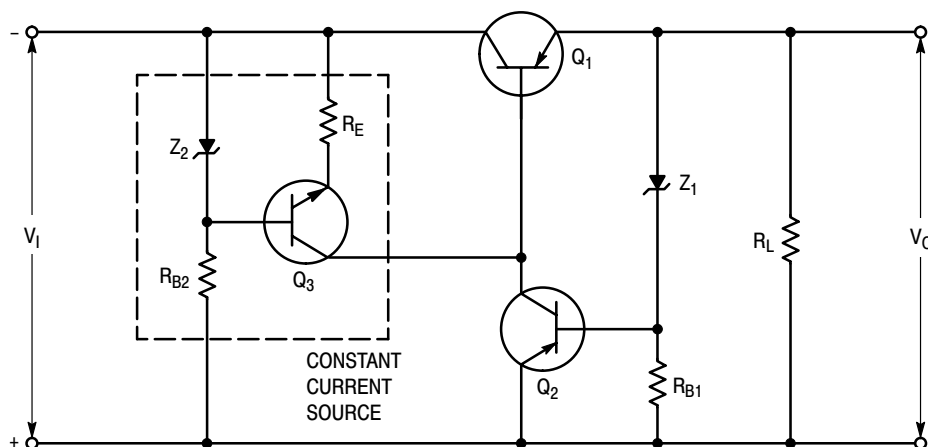 –
Q1
RE
Z2
Z1
VI
RL
VO
RB2
Q3
CONSTANT
CURRENT
SOURCE
Q2
RB1
+